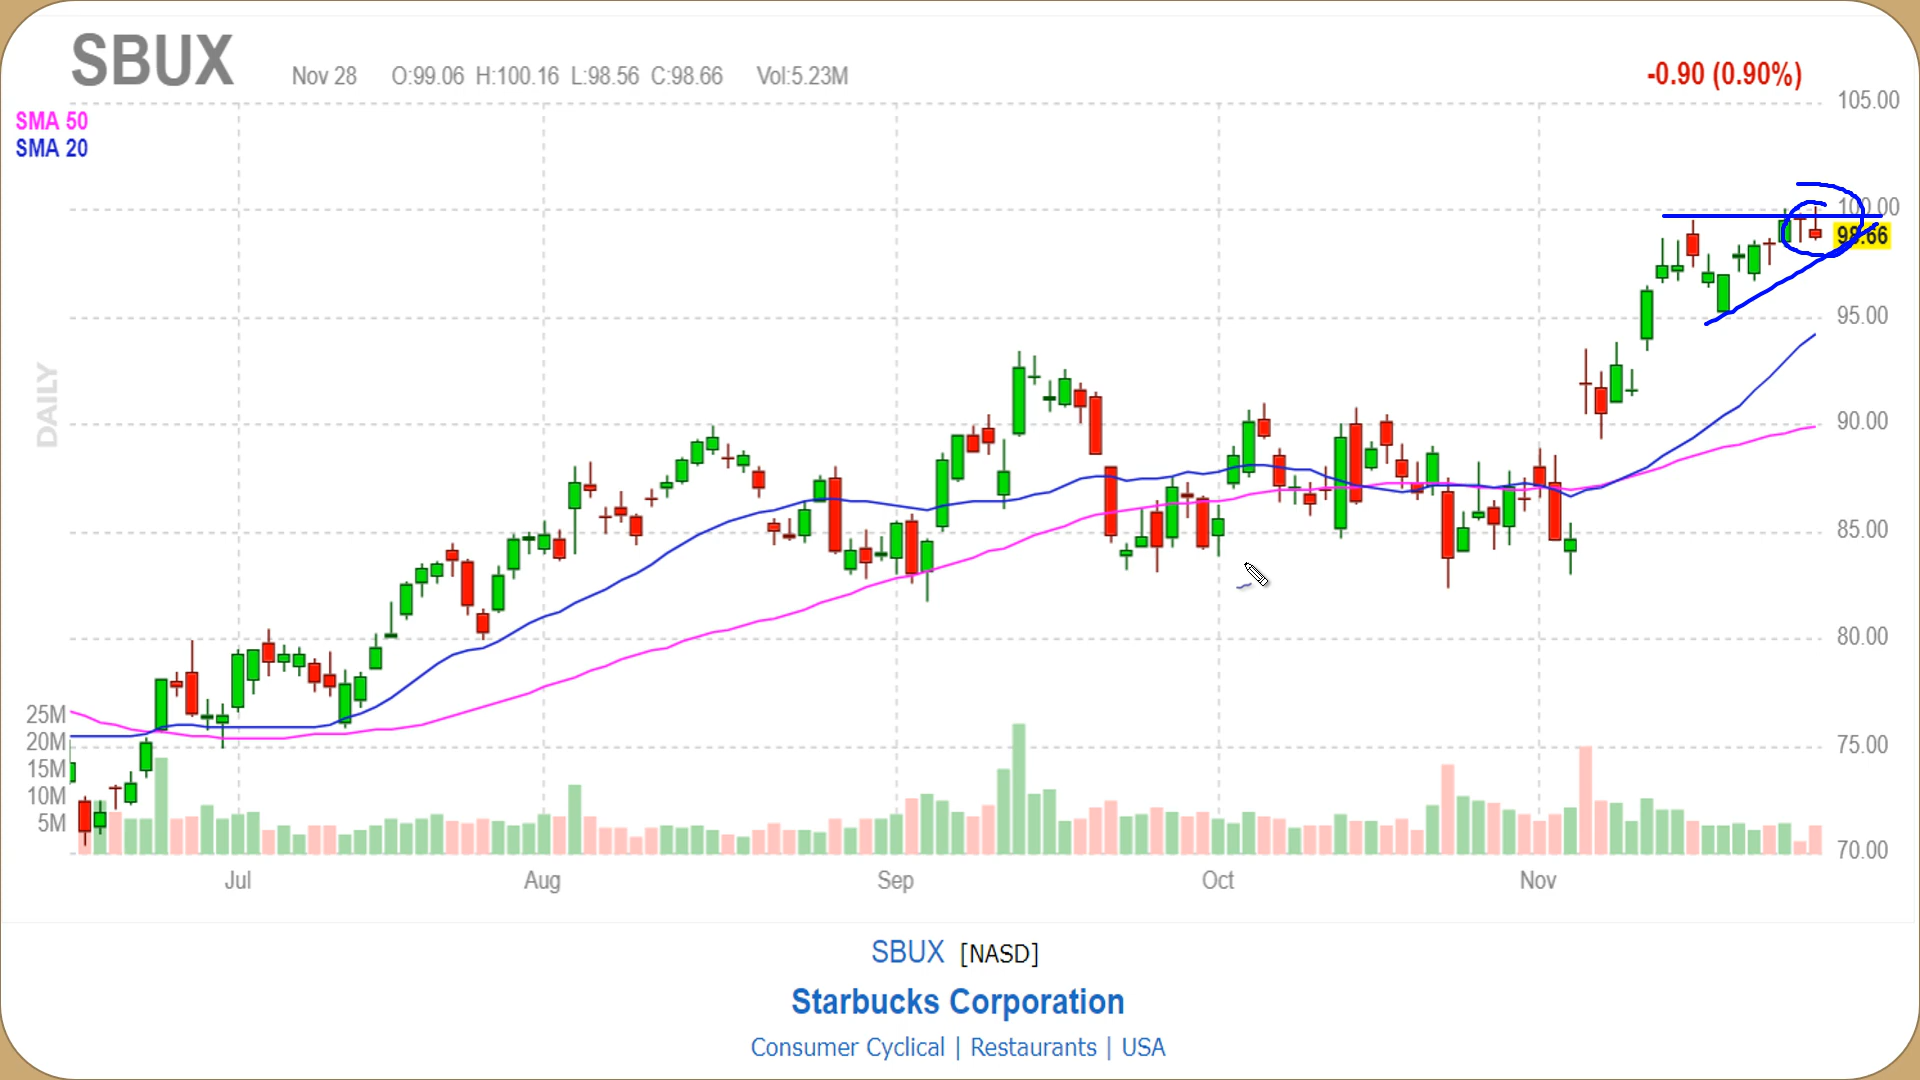 SBUX Nov 28 O:99.06 H:100.16 L:98.56 C:98.66 Vol:5.23M -0.90 (0.90%)
SMA 50
SMA 20
DAILY
105.00
100.00
98.66
95.00
90.00
85.00
80.00
75.00
70.00
25M
20M
15M
10M
5M
Jul Aug Sep Oct Nov
SBUX [NASD]
Starbucks Corporation
Consumer Cyclical | Restaurants | USA